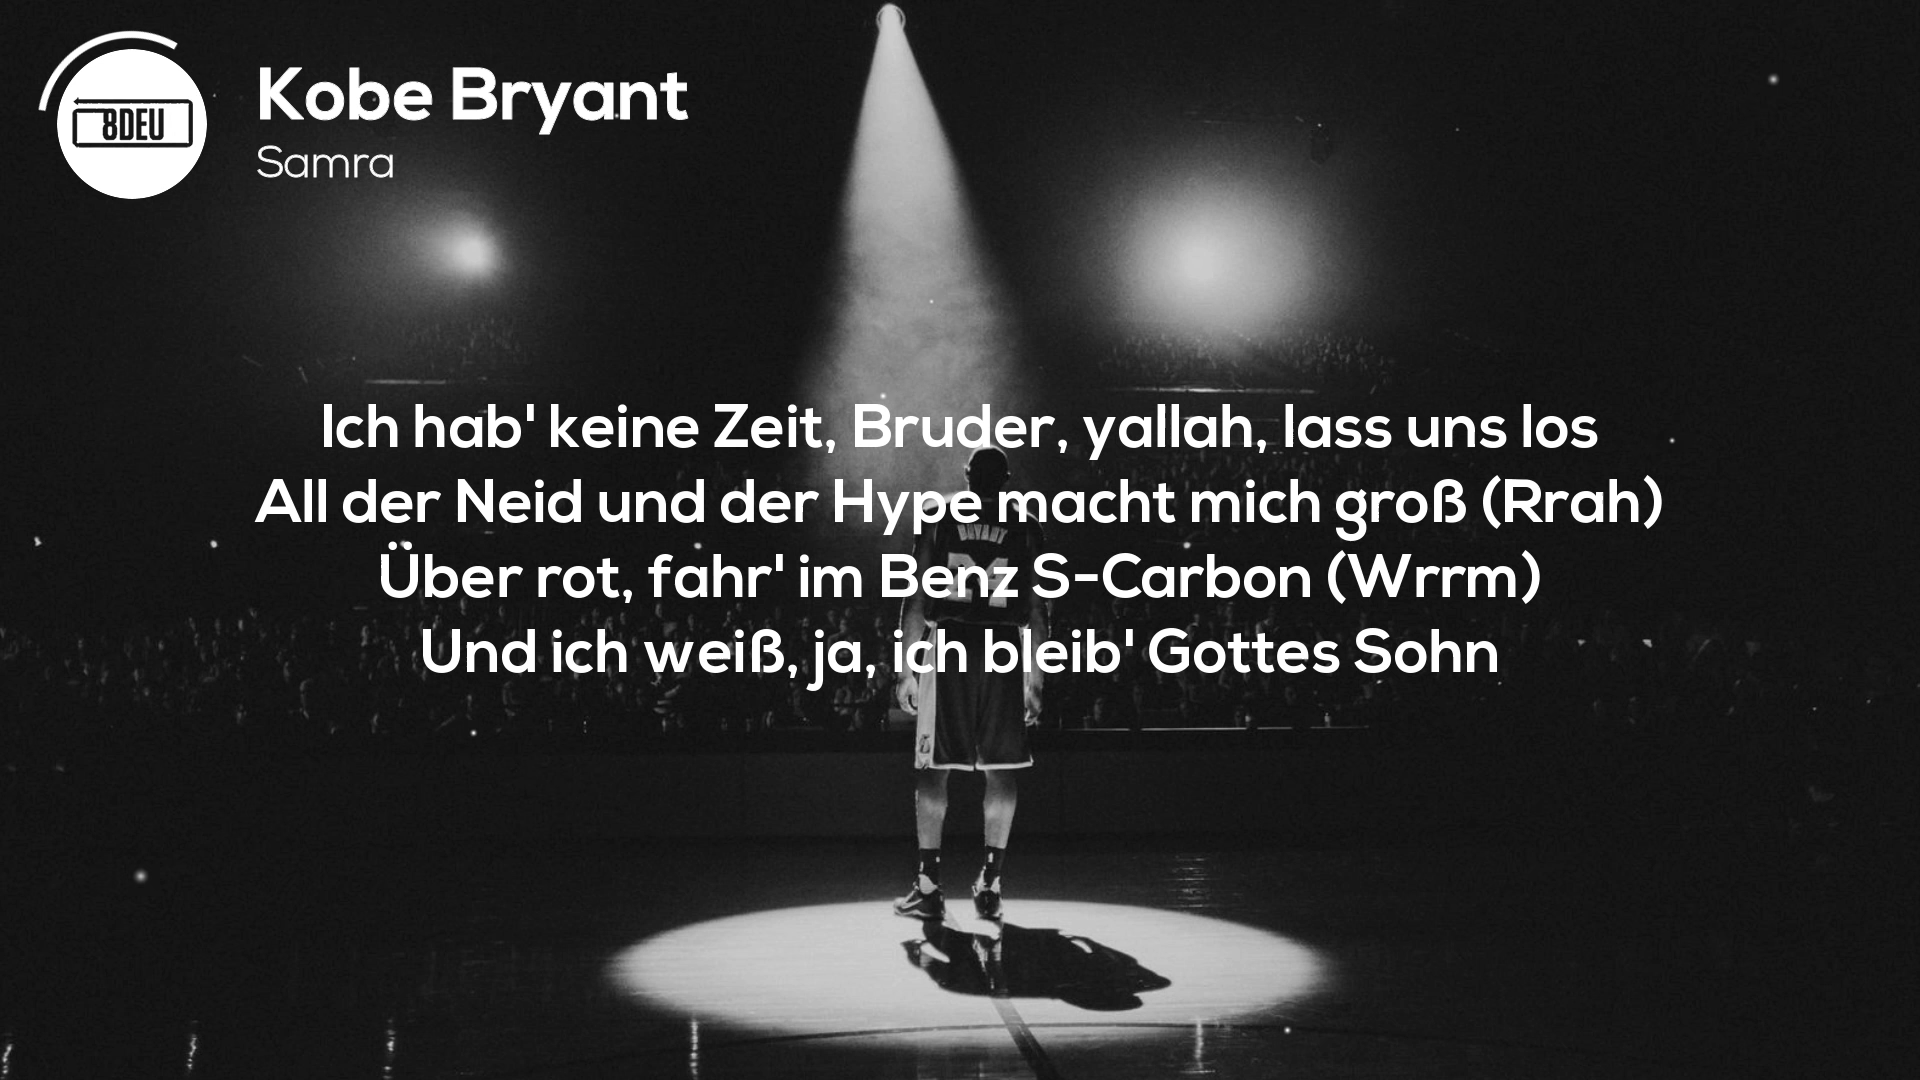 8DEU
Kobe Bryant
Samra
Ich hab' keine Zeit, Bruder, yallah, lass uns los
All der Neid und der Hype macht mich groß (Rrah)
Über rot, fahr' im Benz S-Carbon (Wrrm)
Und ich weiß, ja, ich bleib' Gottes Sohn
BRYANT
24